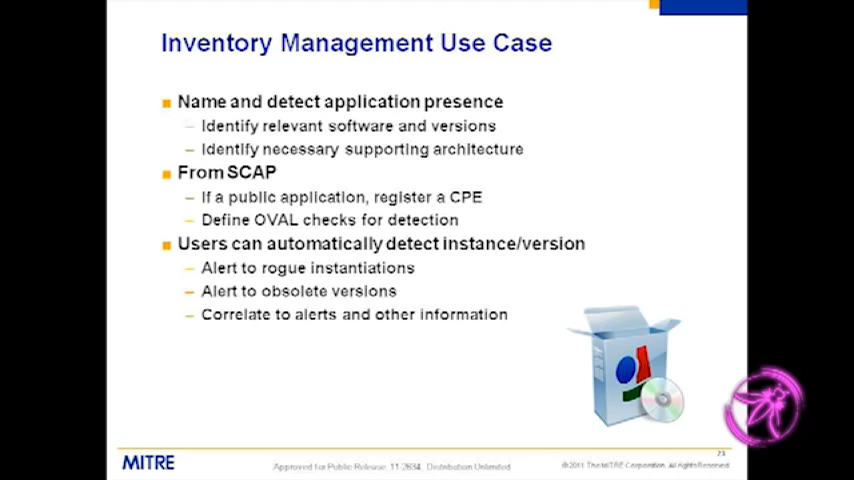 Inventory Management Use Case
Name and detect application presence
– Identify relevant software and versions
– Identify necessary supporting architecture
From SCAP
– If a public application, register a CPE
– Define OVAL checks for detection
Users can automatically detect instance/version
– Alert to rogue instantiations
– Alert to obsolete versions
– Correlate to alerts and other information
23
MITRE
Approved for Public Release: 11-2634. Distribution Unlimited
© 2011 The MITRE Corporation. All rights Reserved.